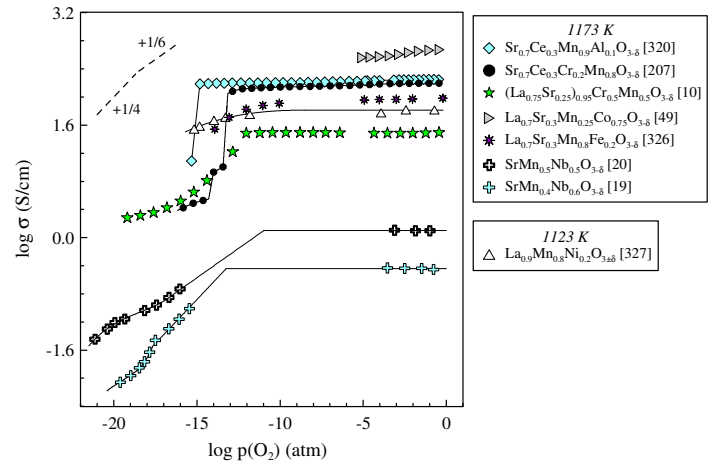 3.2
1.6
0.0
-1.6
log σ (S/cm)
+1/6
+1/4
-20
-15
-10
-5
0
log p(O₂) (atm)
1173 K
Sr₀.₇Ce₀.₃Mn₀.₉Al₀.₁O₃₋δ [320]
Sr₀.₇Ce₀.₃Cr₀.₂Mn₀.₈O₃₋δ [207]
(La₀.₇₅Sr₀.₂₅)₀.₉₅Cr₀.₅Mn₀.₅O₃₋δ [10]
La₀.₇Sr₀.₃Mn₀.₂₅Co₀.₇₅O₃₋δ [49]
La₀.₇Sr₀.₃Mn₀.₈Fe₀.₂O₃₋δ [326]
SrMn₀.₅Nb₀.₅O₃₋δ [20]
SrMn₀.₄Nb₀.₆O₃₋δ [19]
1123 K
La₀.₉Mn₀.₈Ni₀.₂O₃±δ [327]